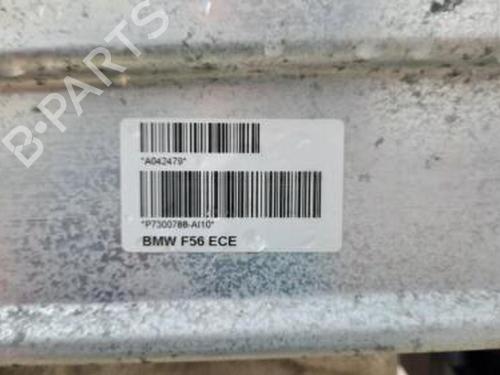 B-PARTS
*A042479*
*P7300788-AI10*
BMW F56 ECE